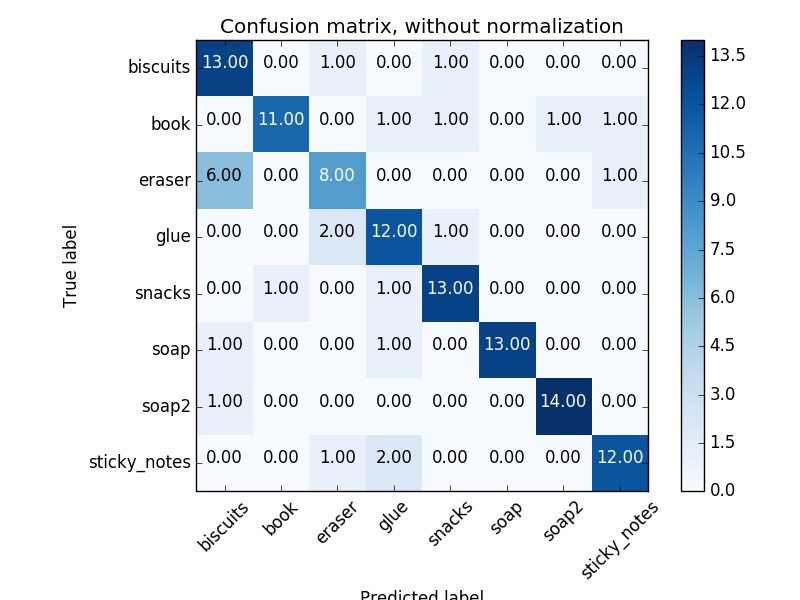 Confusion matrix, without normalization
biscuits 13.00 0.00 1.00 0.00 1.00 0.00 0.00 0.00
book 0.00 11.00 0.00 1.00 1.00 0.00 1.00 1.00
eraser 6.00 0.00 8.00 0.00 0.00 0.00 0.00 1.00
glue 0.00 0.00 2.00 12.00 1.00 0.00 0.00 0.00
snacks 0.00 1.00 0.00 1.00 13.00 0.00 0.00 0.00
soap 1.00 0.00 0.00 1.00 0.00 13.00 0.00 0.00
soap2 1.00 0.00 0.00 0.00 0.00 0.00 14.00 0.00
sticky_notes 0.00 0.00 1.00 2.00 0.00 0.00 0.00 12.00
biscuits book eraser glue snacks soap soap2 sticky_notes
True label
Predicted label
13.5
12.0
10.5
9.0
7.5
6.0
4.5
3.0
1.5
0.0